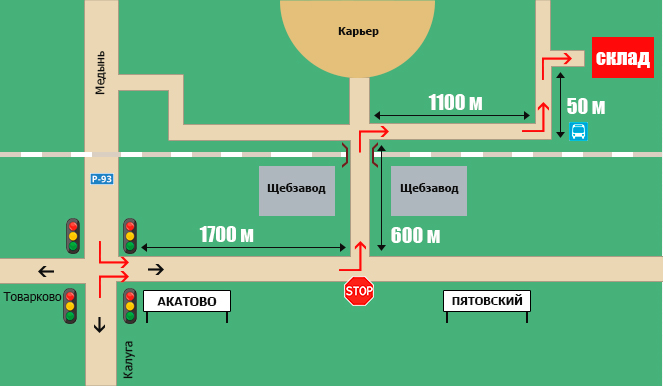 Карьер
склад
Медынь
1100 м
50 м
Р-93
Щебзавод
Щебзавод
1700 м
600 м
Товарково
АКАТОВО
STOP
ПЯТОВСКИЙ
Калуга